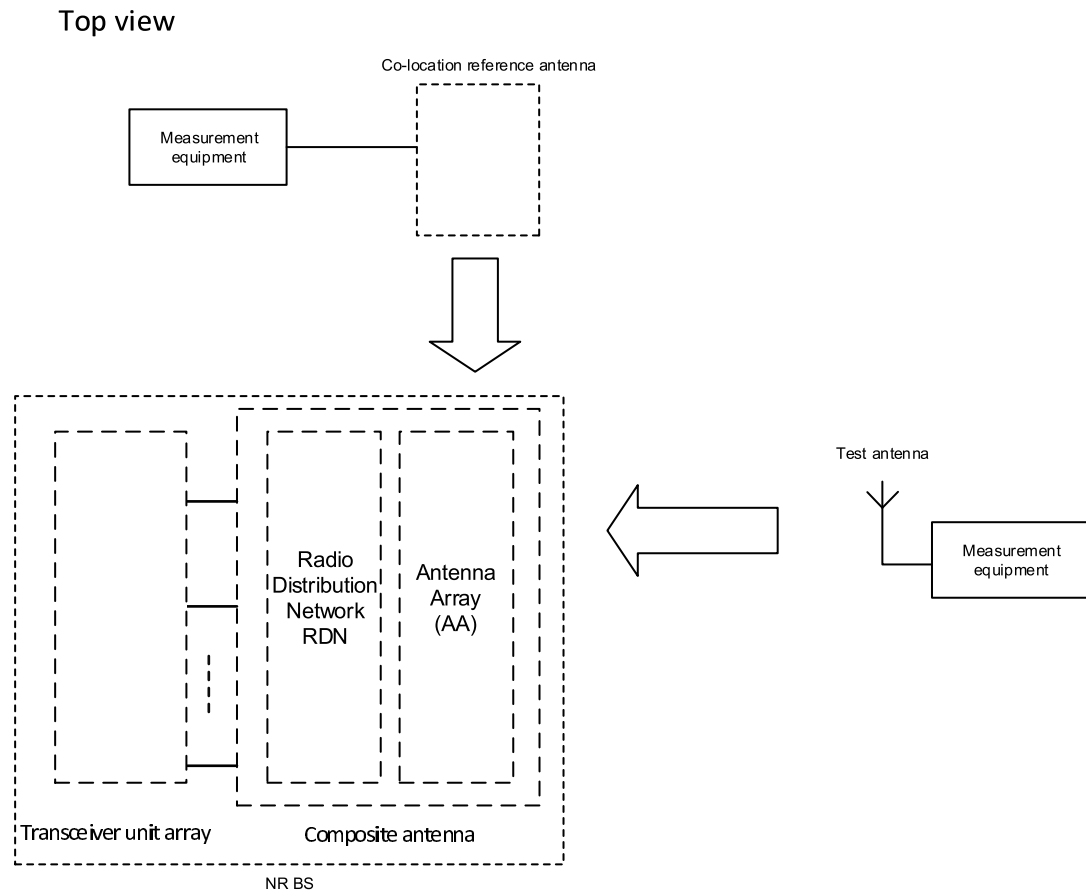 Top view
Co-location reference antenna
Measurement
equipment
Test antenna
Measurement
equipment
Radio
Distribution
Network
RDN
Antenna
Array
(AA)
Transceiver unit array
Composite antenna
NR BS